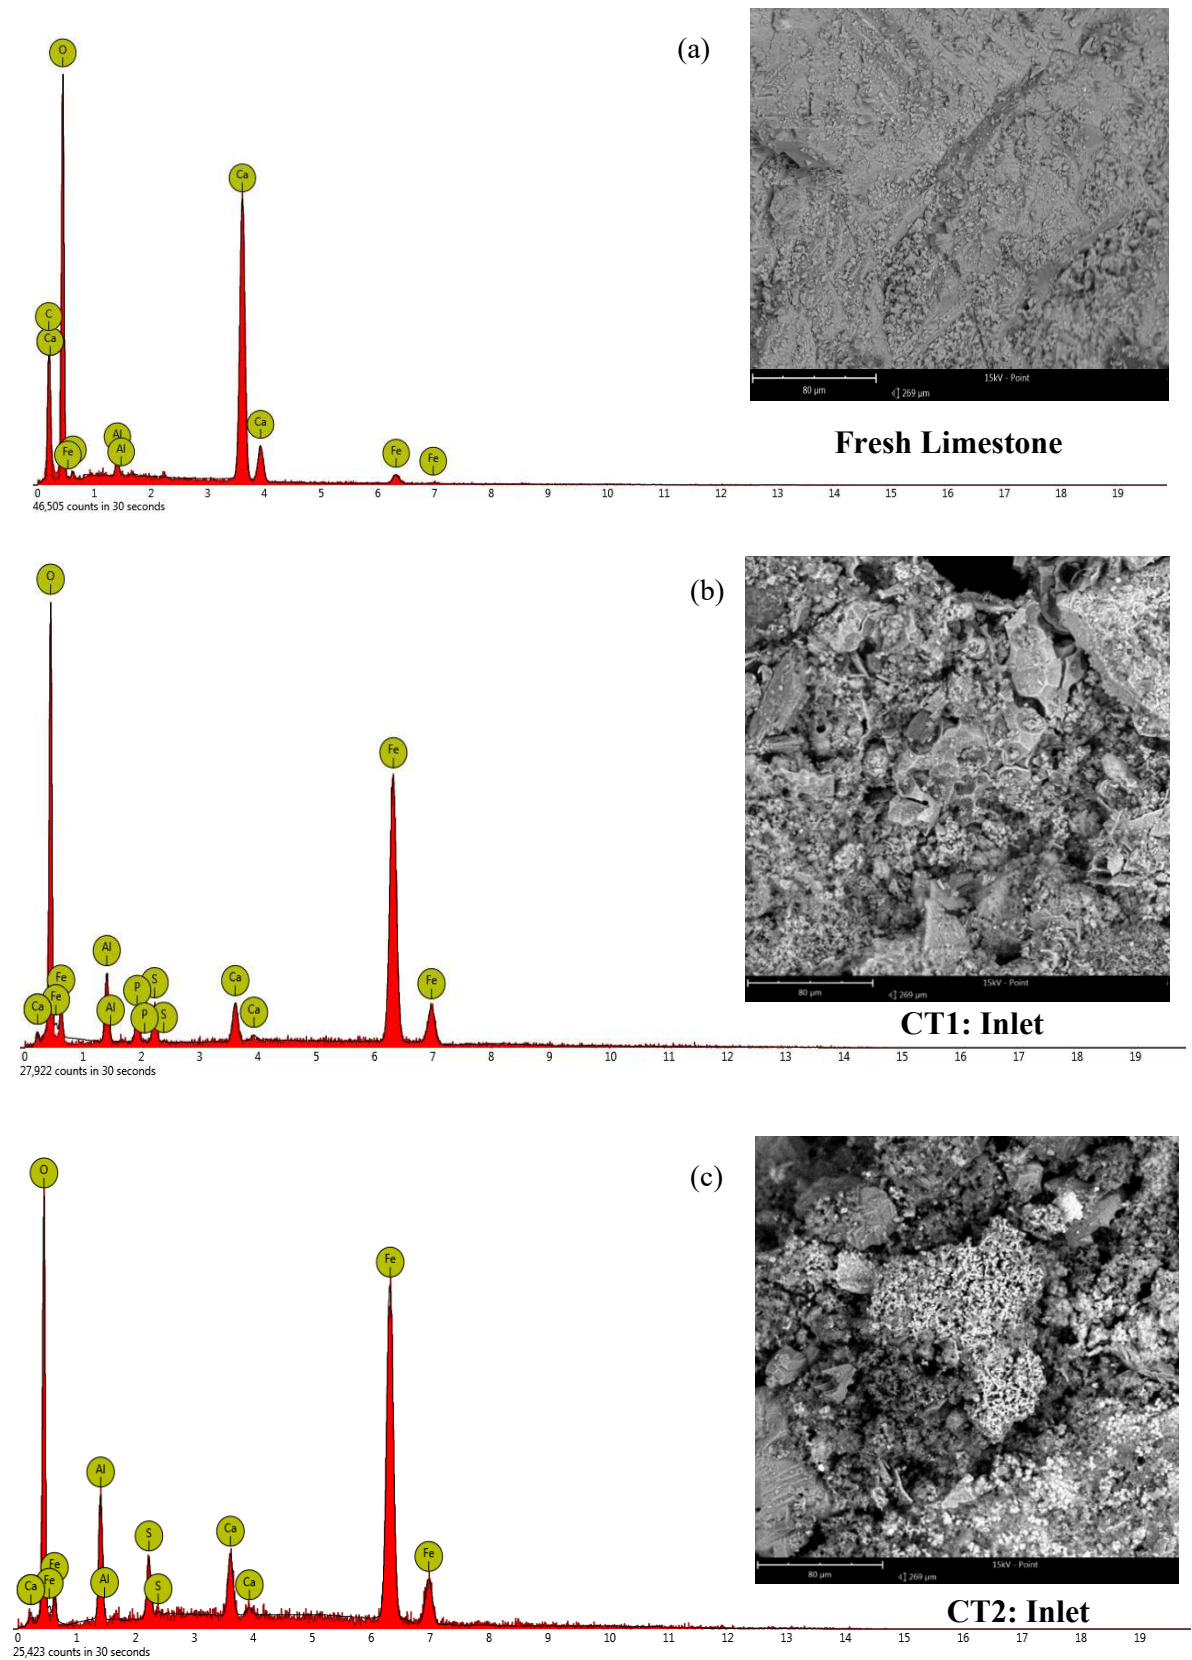 (a)
O
Ca
C
Ca
Fe
Al
Al
Ca
Fe
Fe
0 1 2 3 4 5 6 7 8 9 10 11 12 13 14 15 16 17 18 19
46,505 counts in 30 seconds
80 µm
15kV - Point
269 µm
Fresh Limestone
(b)
O
Fe
Al
Fe
P
S
Ca
Fe
Ca
Fe
Al
P
S
Ca
0 1 2 3 4 5 6 7 8 9 10 11 12 13 14 15 16 17 18 19
27,922 counts in 30 seconds
80 µm
15kV - Point
269 µm
CT1: Inlet
(c)
O
Fe
Al
S
Ca
Fe
Fe
Ca
Fe
Al
S
Ca
0 1 2 3 4 5 6 7 8 9 10 11 12 13 14 15 16 17 18 19
25,423 counts in 30 seconds
80 µm
15kV - Point
269 µm
CT2: Inlet